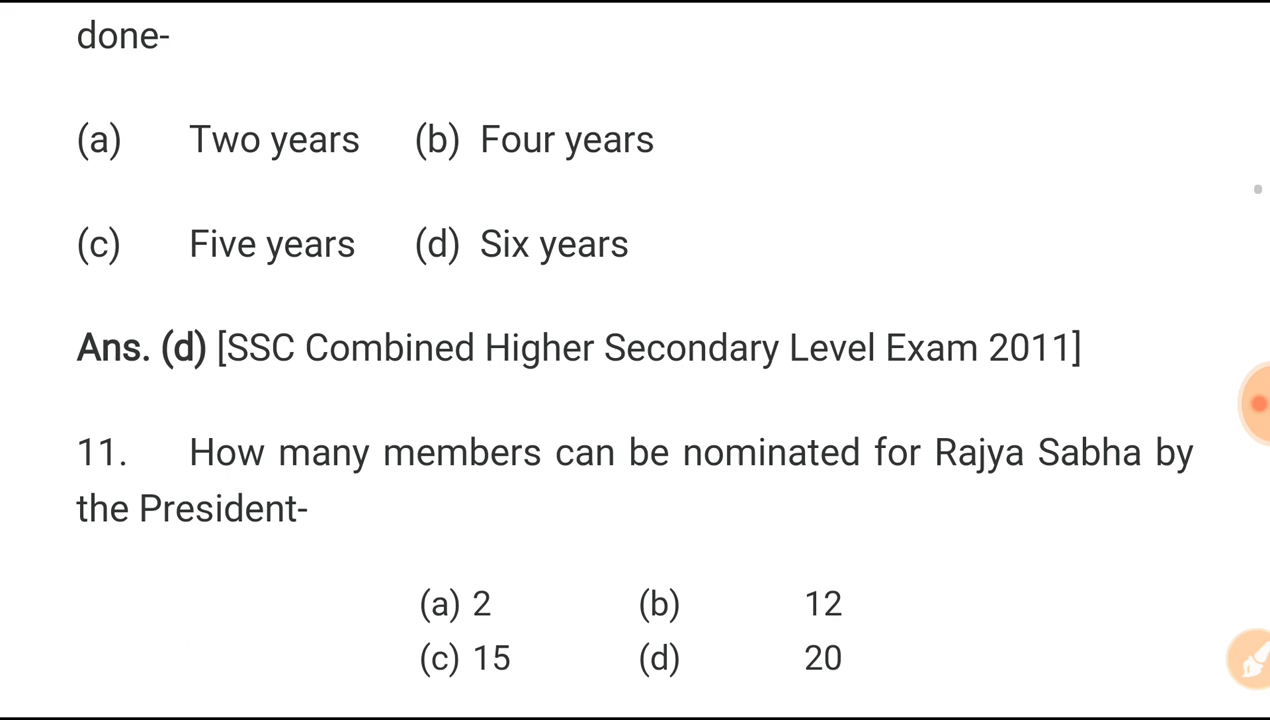 done-
(a) Two years (b) Four years
(c) Five years (d) Six years
Ans. (d) [SSC Combined Higher Secondary Level Exam 2011]
11. How many members can be nominated for Rajya Sabha by
the President-
(a) 2 (b) 12
(c) 15 (d) 20